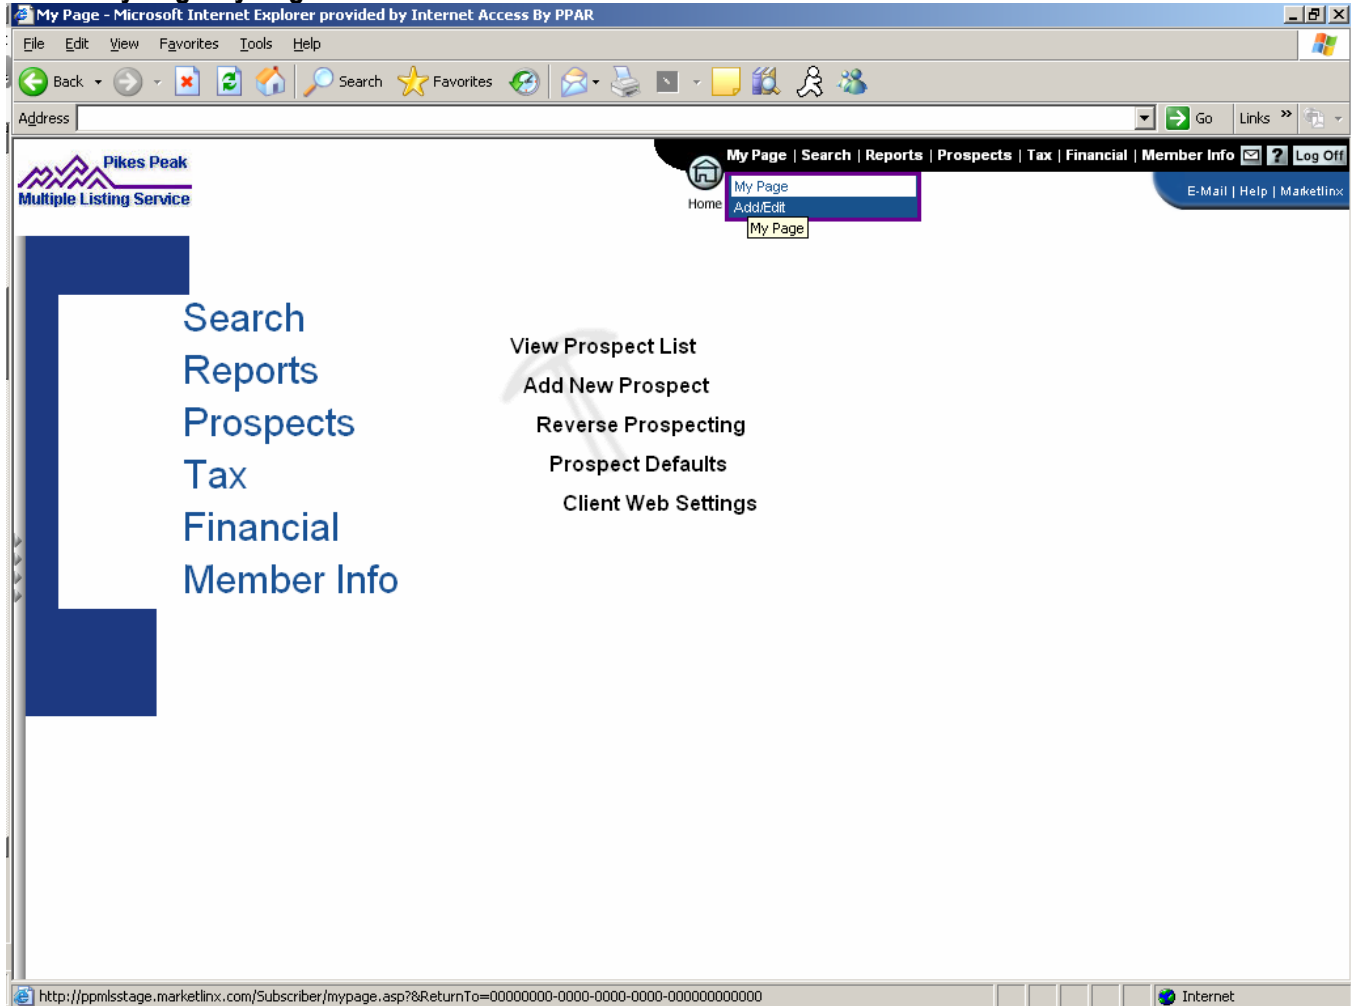 My Page - Microsoft Internet Explorer provided by Internet Access By PPAR
File Edit View Favorites Tools Help
Back Search Favorites
Address Go Links »
Pikes Peak
Multiple Listing Service
My Page | Search | Reports | Prospects | Tax | Financial | Member Info ? Log Off
Home
My Page
Add/Edit
My Page
E-Mail | Help | Marketlinx
Search
Reports
Prospects
Tax
Financial
Member Info
View Prospect List
Add New Prospect
Reverse Prospecting
Prospect Defaults
Client Web Settings
http://ppmlsstage.marketlinx.com/Subscriber/mypage.asp?&ReturnTo=00000000-0000-0000-0000-000000000000
Internet